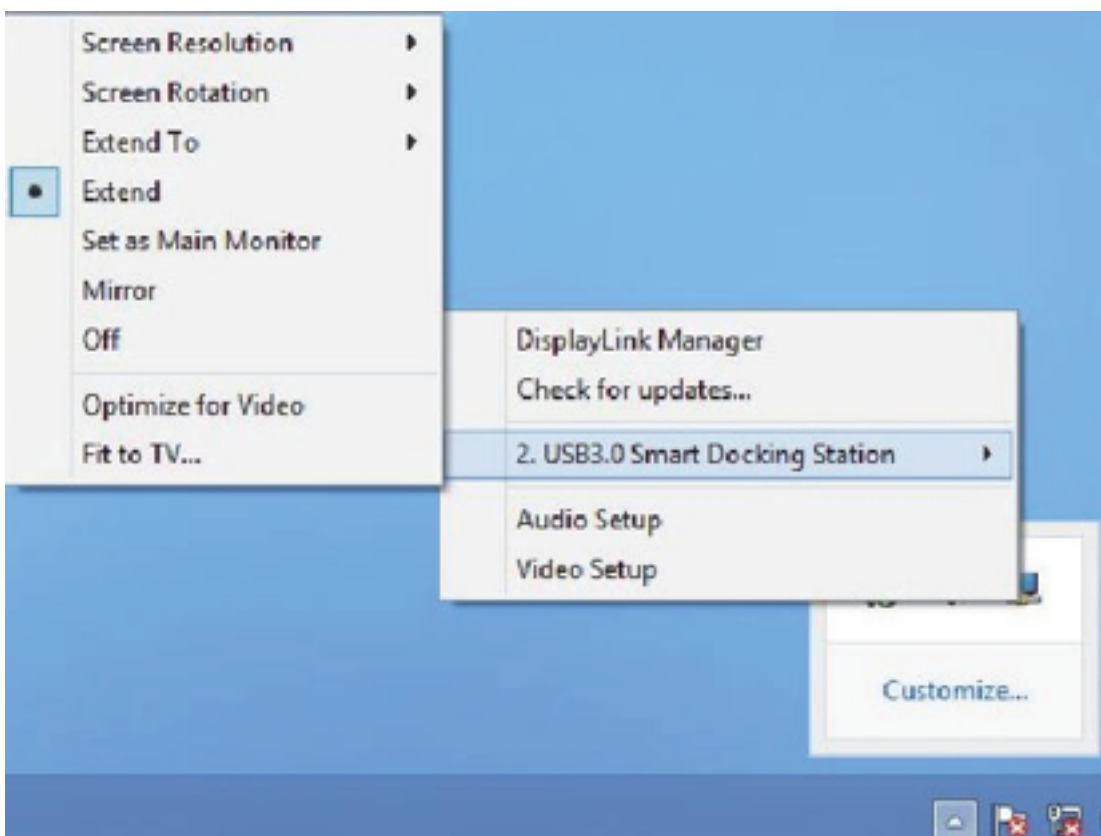 Screen Resolution
Screen Rotation
Extend To
Extend
Set as Main Monitor
Mirror
Off
Optimize for Video
Fit to TV...
DisplayLink Manager
Check for updates...
2. USB3.0 Smart Docking Station
Audio Setup
Video Setup
Customize...